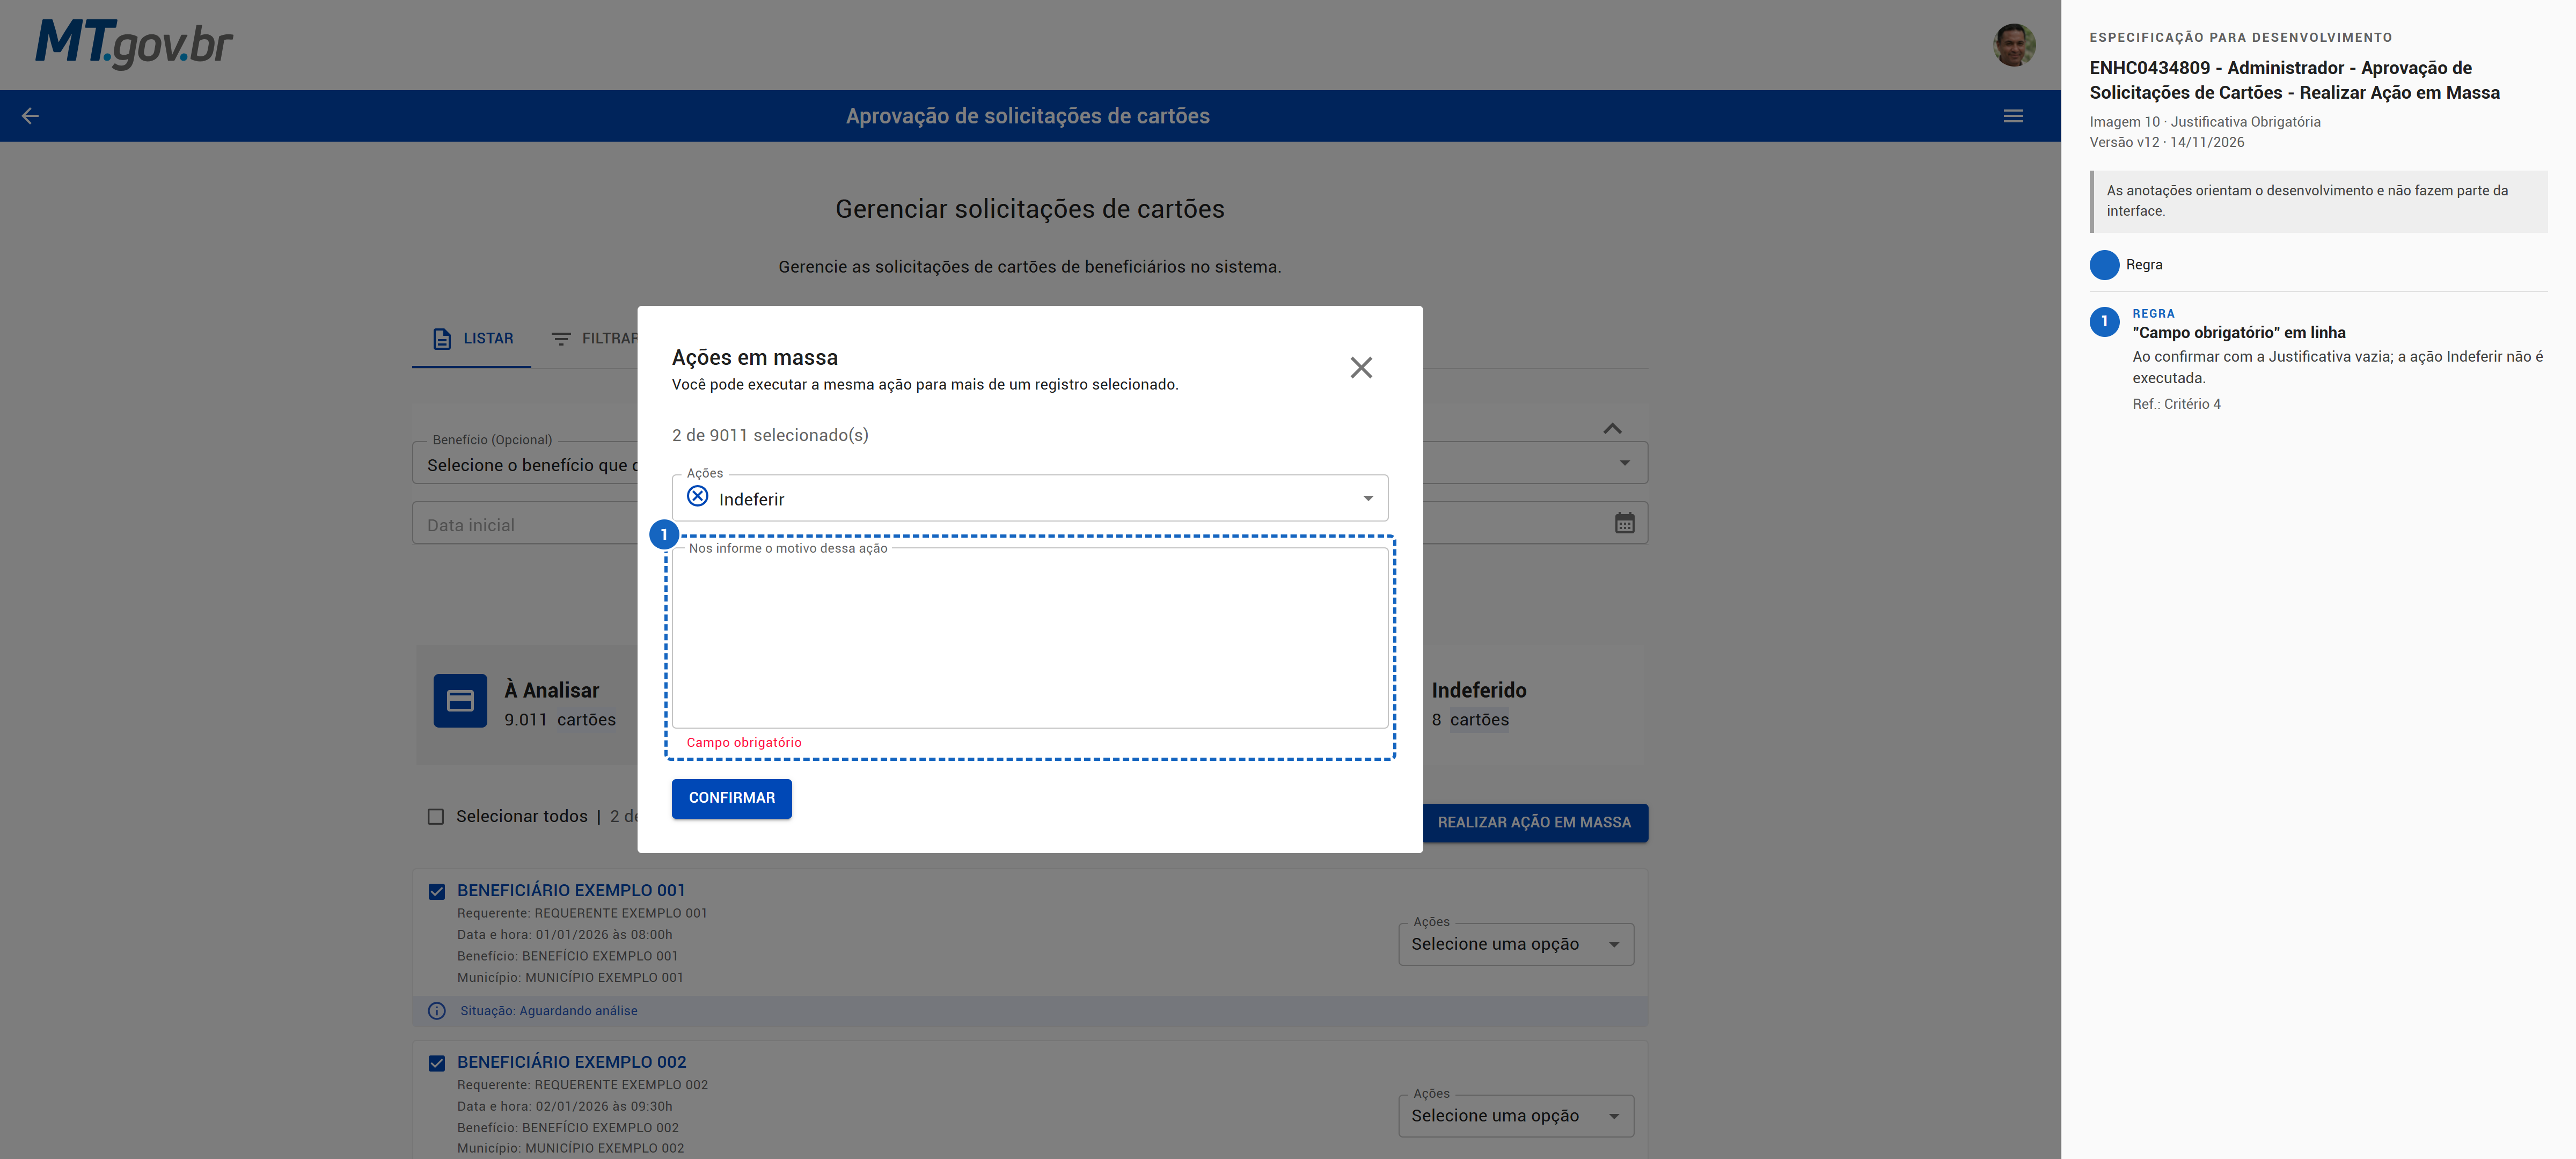 MT.gov.br
Aprovação de solicitações de cartões
Gerenciar solicitações de cartões
Gerencie as solicitações de cartões de beneficiários no sistema.
LISTAR
FILTRAR
Benefício (Opcional)
Selecione o benefício que
Data inicial
À Analisar
9.011 cartões
Indeferido
8 cartões
Selecionar todos | 2 de
REALIZAR AÇÃO EM MASSA
Ações em massa
Você pode executar a mesma ação para mais de um registro selecionado.
2 de 9011 selecionado(s)
Ações
Indeferir
1
Nos informe o motivo dessa ação
Campo obrigatório
CONFIRMAR
BENEFICIÁRIO EXEMPLO 001
Requerente: REQUERENTE EXEMPLO 001
Data e hora: 01/01/2026 às 08:00h
Benefício: BENEFÍCIO EXEMPLO 001
Município: MUNICÍPIO EXEMPLO 001
Ações
Selecione uma opção
Situação: Aguardando análise
BENEFICIÁRIO EXEMPLO 002
Requerente: REQUERENTE EXEMPLO 002
Data e hora: 02/01/2026 às 09:30h
Benefício: BENEFÍCIO EXEMPLO 002
Município: MUNICÍPIO EXEMPLO 002
Ações
Selecione uma opção
ESPECIFICAÇÃO PARA DESENVOLVIMENTO
ENHC0434809 - Administrador - Aprovação de
Solicitações de Cartões - Realizar Ação em Massa
Imagem 10 · Justificativa Obrigatória
Versão v12 · 14/11/2026
As anotações orientam o desenvolvimento e não fazem parte da
interface.
Regra
1
REGRA
"Campo obrigatório" em linha
Ao confirmar com a Justificativa vazia; a ação Indeferir não é
executada.
Ref.: Critério 4